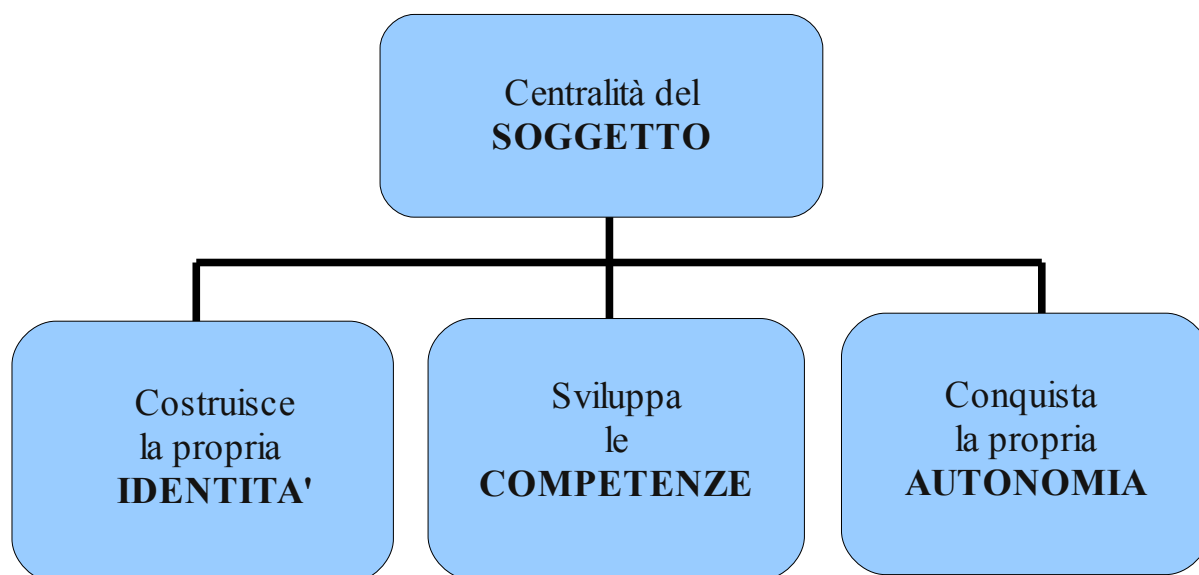 Centralità del
SOGGETTO
Costruisce
la propria
IDENTITA'
Sviluppa
le
COMPETENZE
Conquista
la propria
AUTONOMIA